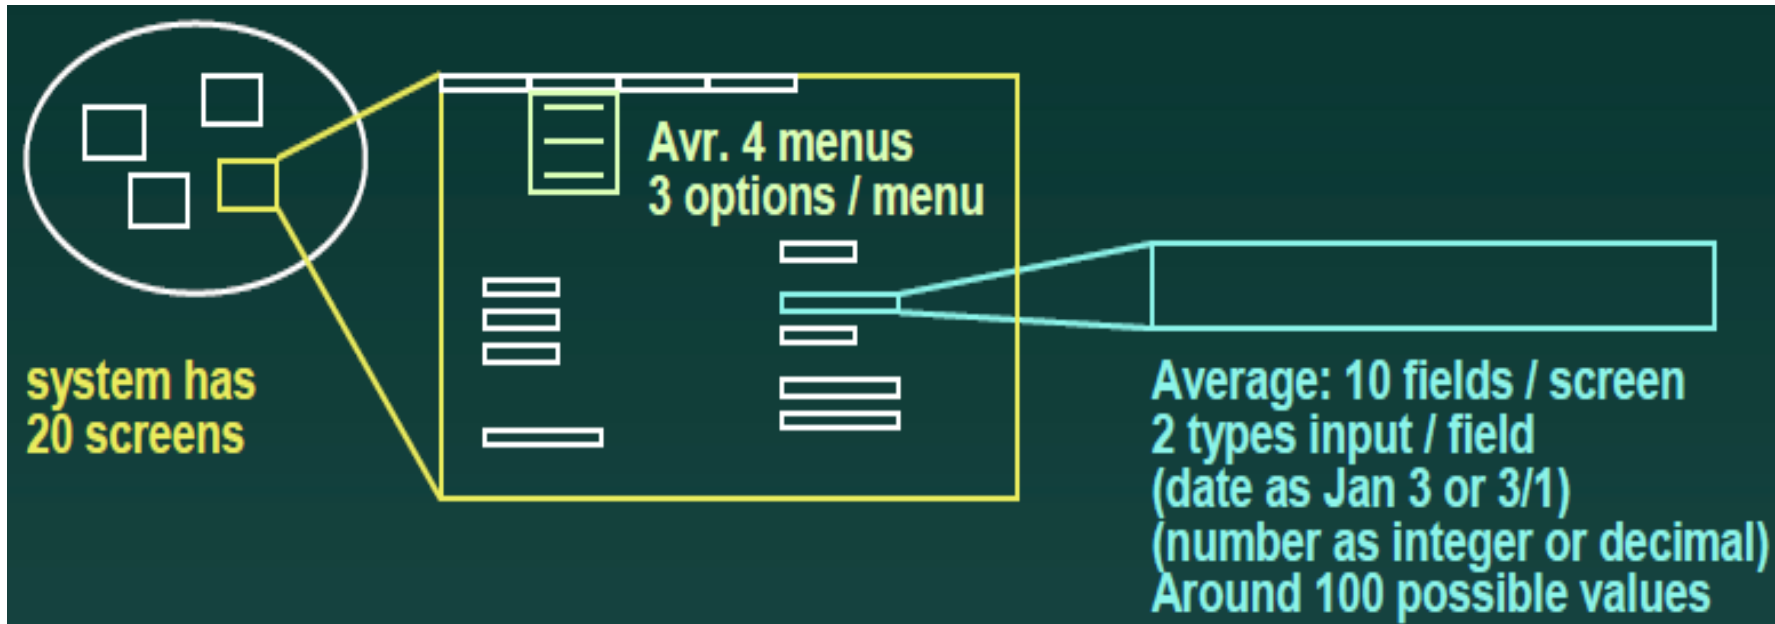 Avr. 4 menus
3 options / menu
system has
20 screens
Average: 10 fields / screen
2 types input / field
(date as Jan 3 or 3/1)
(number as integer or decimal)
Around 100 possible values